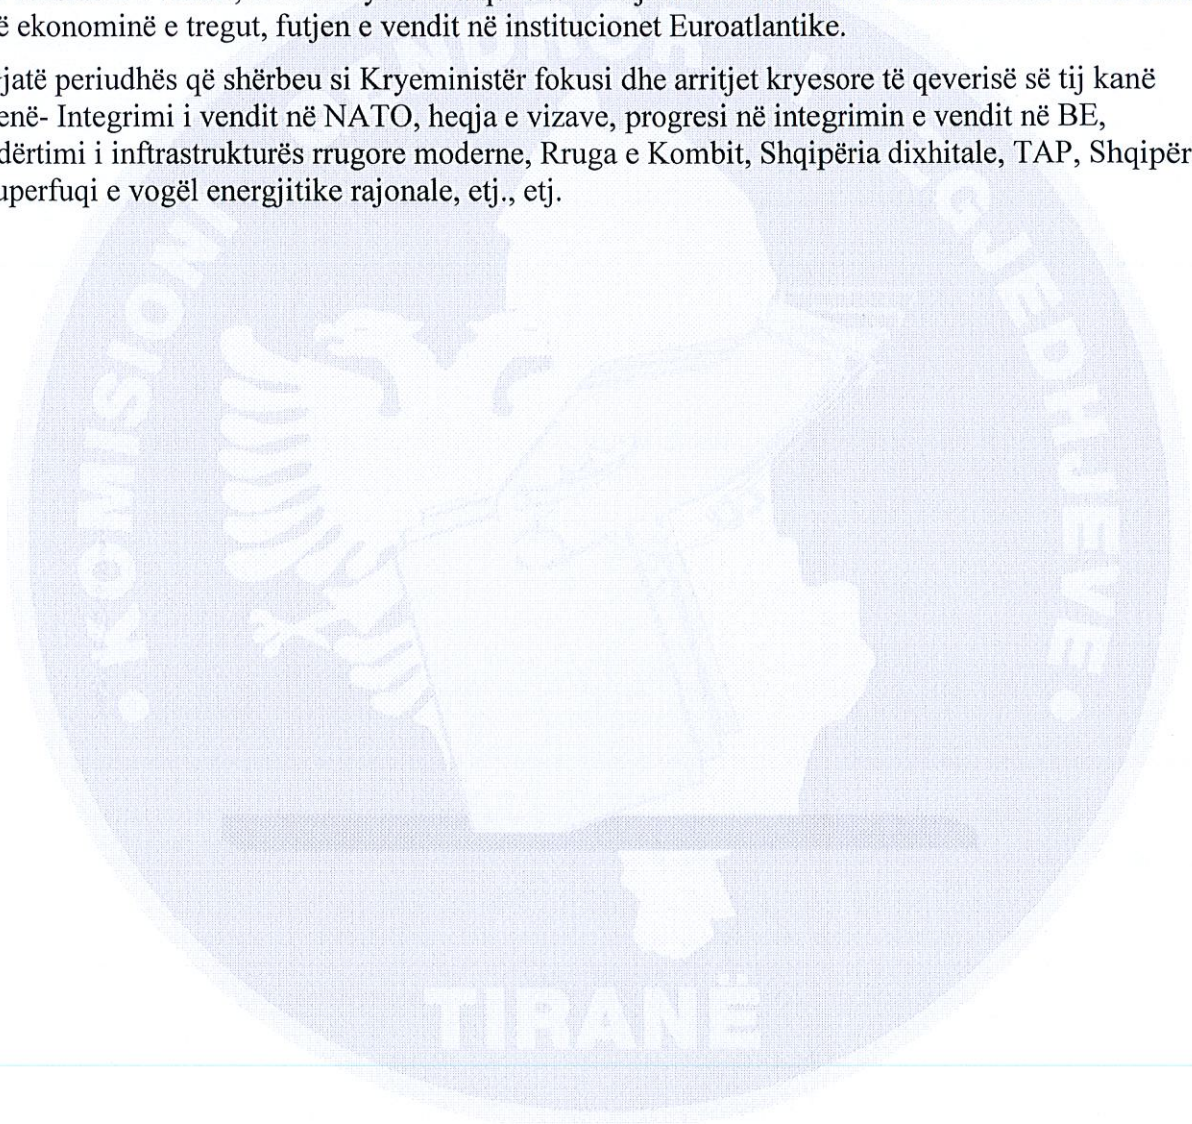 ë ekonominë e tregut, futjen e vendit në institucionet Euroatlantike.
jatë periudhës që shërbeu si Kryeministër fokusi dhe arritjet kryesore të qeverisë së tij kanë
enë- Integrimi i vendit në NATO, heqja e vizave, progresi në integrimin e vendit në BE,
dërtimi i inftrastrukturës rrugore moderne, Rruga e Kombit, Shqipëria dixhitale, TAP, Shqipër
uperfuqi e vogël energjitike rajonale, etj., etj.
KOMISIONI
ZGJEDHJEVE
TIRANË